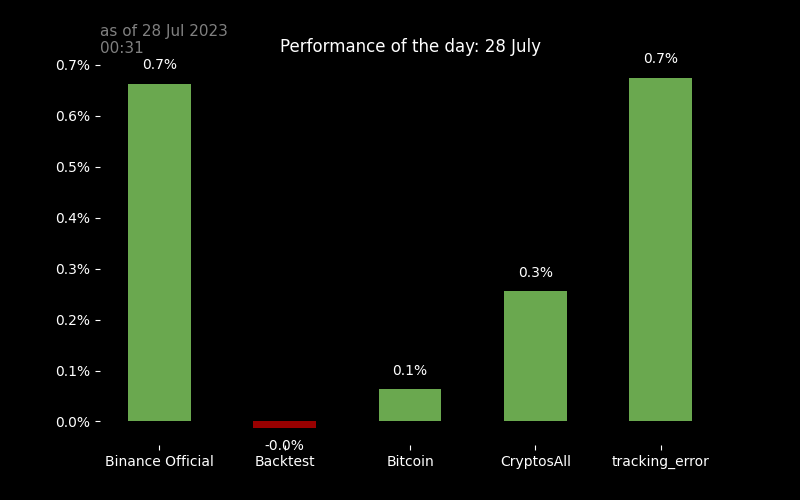 as of 28 Jul 2023
00:31
Performance of the day: 28 July
0.7%
0.6%
0.5%
0.4%
0.3%
0.2%
0.1%
0.0%
0.7%
-0.0%
0.1%
0.3%
0.7%
Binance Official
Backtest
Bitcoin
CryptosAll
tracking_error